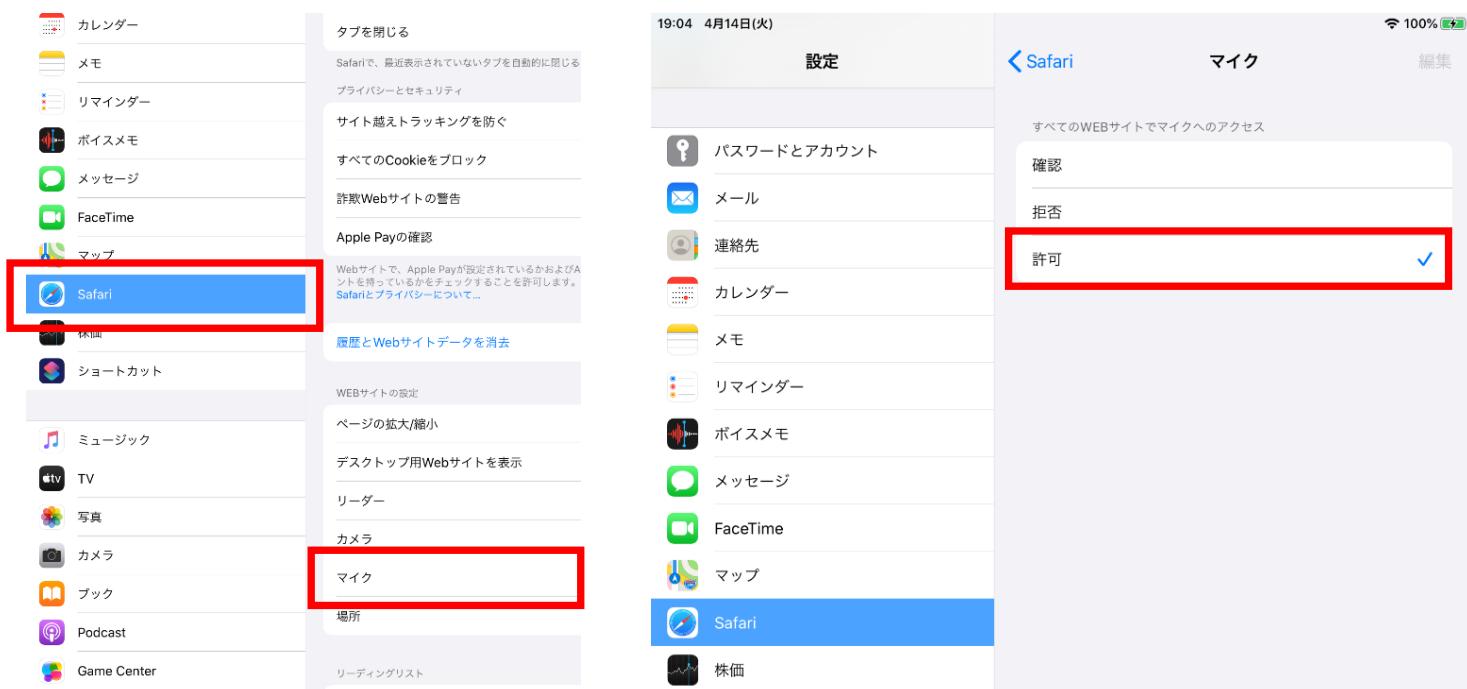 カレンダー
メモ
リマインダー
ボイスメモ
メッセージ
FaceTime
マップ
Safari
株価
ショートカット
ミュージック
TV
写真
カメラ
ブック
Podcast
Game Center
タブを閉じる
Safariで、最近表示されていないタブを自動的に閉じる
プライバシーとセキュリティ
サイト越えトラッキングを防ぐ
すべてのCookieをブロック
詐欺Webサイトの警告
Apple Payの確認
Webサイトで、Apple Payが設定されているかおよびA
ントを持っているかをチェックすることを許可します。
Safariとプライバシーについて...
履歴とWebサイトデータを消去
WEBサイトの設定
ページの拡大/縮小
デスクトップ用Webサイトを表示
リーダー
カメラ
マイク
場所
リーディングリスト
19:04 4月14日(火)
100%
設定
パスワードとアカウント
メール
連絡先
カレンダー
メモ
リマインダー
ボイスメモ
メッセージ
FaceTime
マップ
Safari
株価
Safari
マイク
編集
すべてのWEBサイトでマイクへのアクセス
確認
拒否
許可